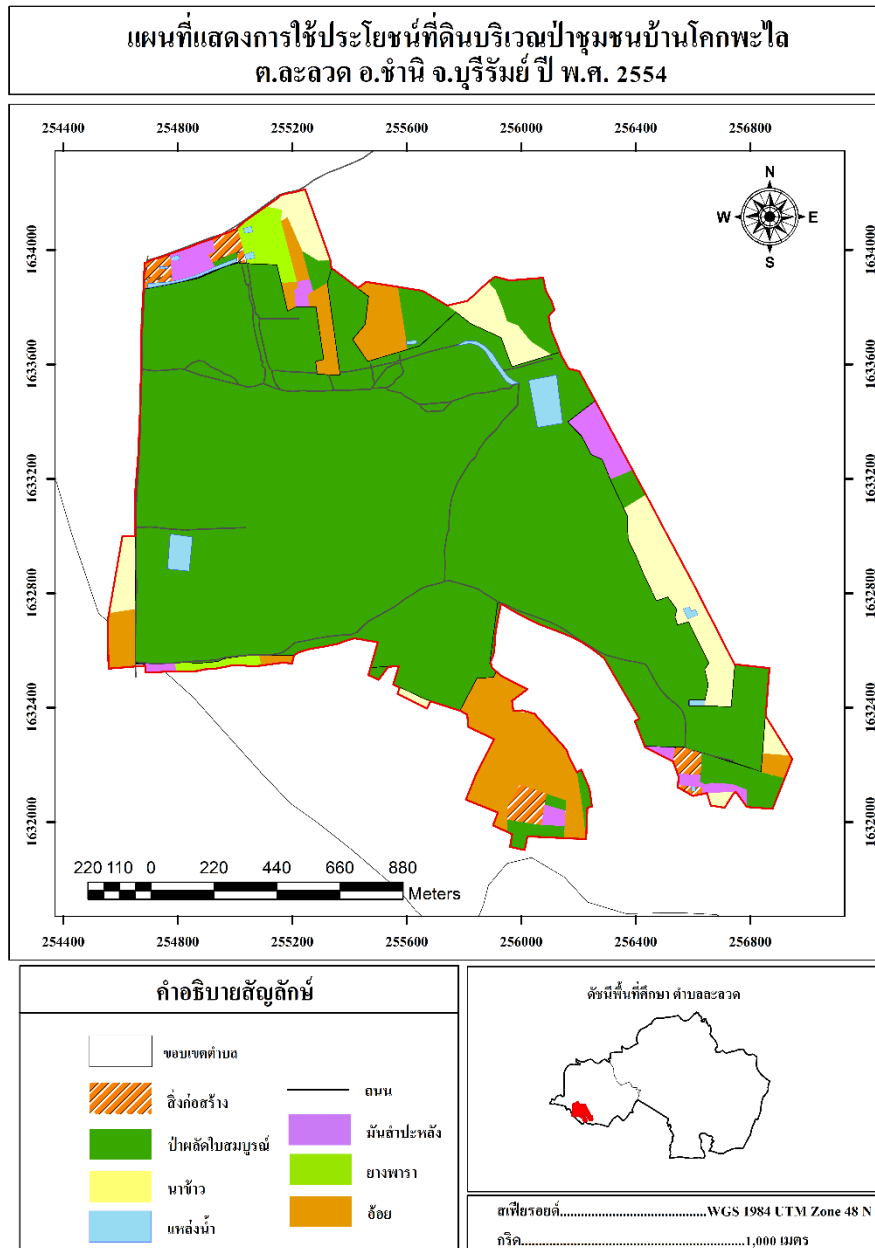 แผนที่แสดงการใช้ประโยชน์ที่ดินบริเวณป่าชุมชนบ้านโคกพะไล
ต.ละลวด อ.ชำนิ จ.บุรีรัมย์ ปี พ.ศ. 2554
254400 254800 255200 255600 256000 256400 256800
N
W E
S
1634000 1634000
1633600 1633600
1633200 1633200
1632800 1632800
1632400 1632400
1632000 1632000
220 110 0 220 440 660 880
Meters
254400 254800 255200 255600 256000 256400 256800
คำอธิบายสัญลักษ์
ขอบเขตตำบล
สิ่งก่อสร้าง
ป่าผลัดใบสมบูรณ์
นาข้าว
แหล่งน้ำ
ถนน
มันสำปะหลัง
ยางพารา
อ้อย
ดัชนีพื้นที่ศึกษา ตำบลละลวด
สเฟียรอยด์..............................WGS 1984 UTM Zone 48 N
กริด..............................................1,000 เมตร